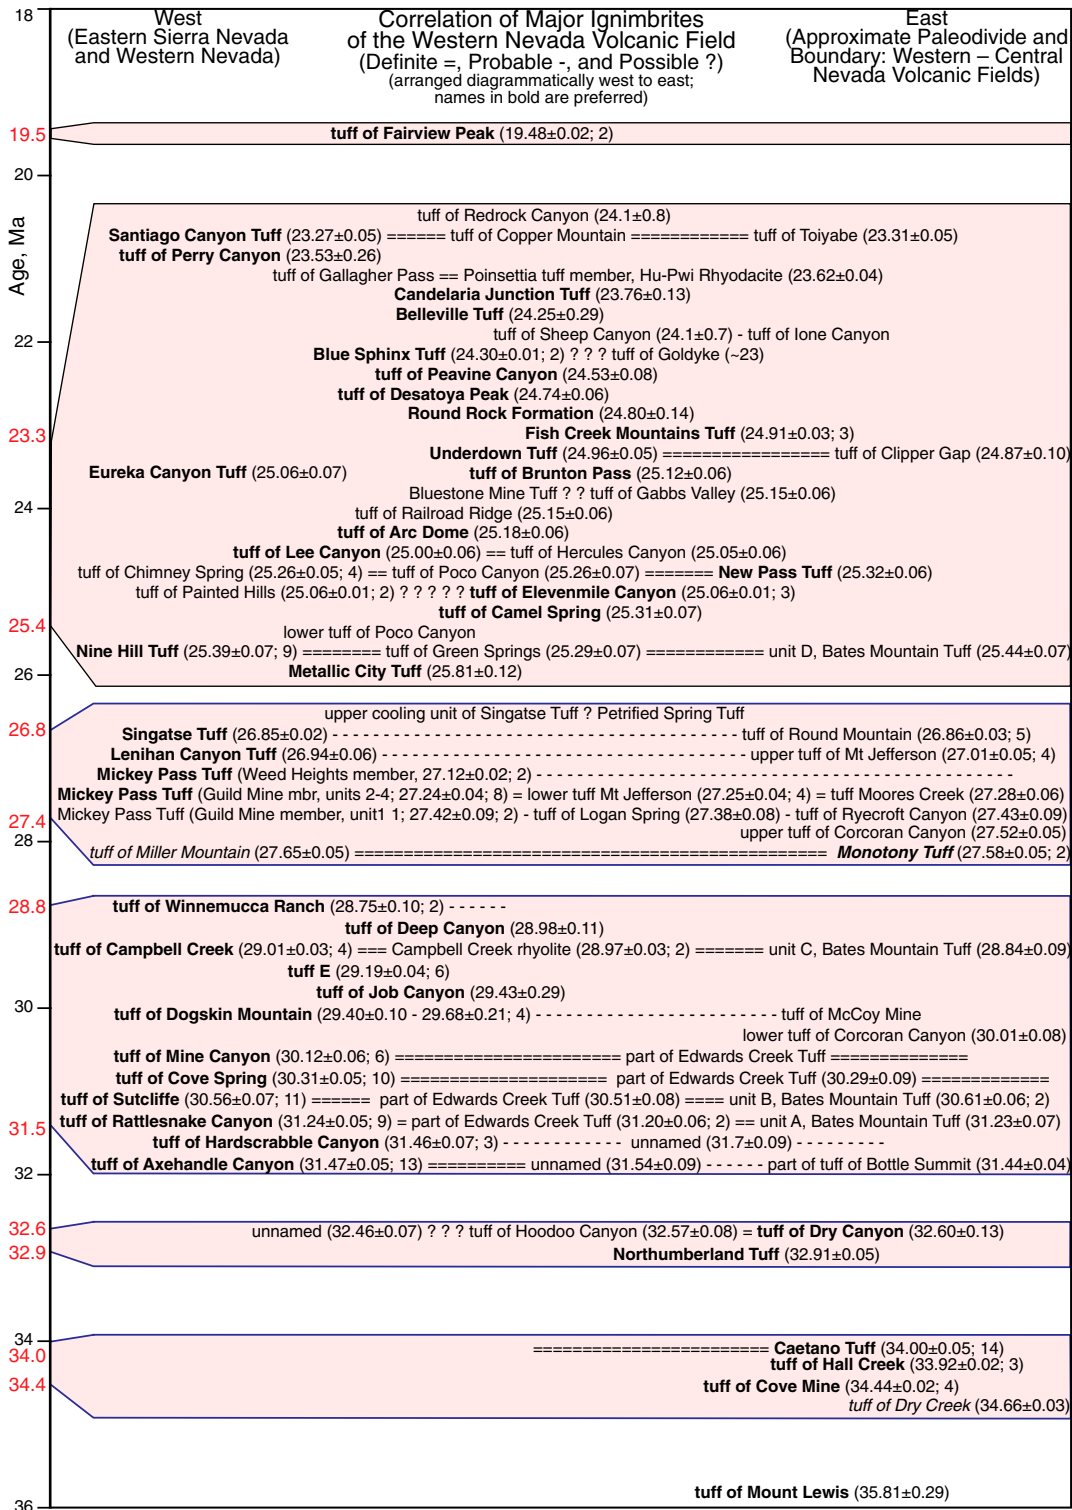 West
(Eastern Sierra Nevada
and Western Nevada)
Correlation of Major Ignimbrites
of the Western Nevada Volcanic Field
(Definite =, Probable -, and Possible ?)
(arranged diagrammatically west to east;
names in bold are preferred)
East
(Approximate Paleodivide and
Boundary: Western – Central
Nevada Volcanic Fields)
Age, Ma
18
19.5
tuff of Fairview Peak (19.48±0.02; 2)
20
tuff of Redrock Canyon (24.1±0.8)
Santiago Canyon Tuff (23.27±0.05) ====== tuff of Copper Mountain ============ tuff of Toiyabe (23.31±0.05)
tuff of Perry Canyon (23.53±0.26)
tuff of Gallagher Pass == Poinsettia tuff member, Hu-Pwi Rhyodacite (23.62±0.04)
Candelaria Junction Tuff (23.76±0.13)
Belleville Tuff (24.25±0.29)
tuff of Sheep Canyon (24.1±0.7) - tuff of Ione Canyon
22
Blue Sphinx Tuff (24.30±0.01; 2) ? ? ? tuff of Goldyke (~23)
tuff of Peavine Canyon (24.53±0.08)
tuff of Desatoya Peak (24.74±0.06)
Round Rock Formation (24.80±0.14)
23.3
Fish Creek Mountains Tuff (24.91±0.03; 3)
Underdown Tuff (24.96±0.05) ================= tuff of Clipper Gap (24.87±0.10)
Eureka Canyon Tuff (25.06±0.07)
tuff of Brunton Pass (25.12±0.06)
Bluestone Mine Tuff ? ? tuff of Gabbs Valley (25.15±0.06)
24
tuff of Railroad Ridge (25.15±0.06)
tuff of Arc Dome (25.18±0.06)
tuff of Lee Canyon (25.00±0.06) == tuff of Hercules Canyon (25.05±0.06)
tuff of Chimney Spring (25.26±0.05; 4) == tuff of Poco Canyon (25.26±0.07) ======= New Pass Tuff (25.32±0.06)
tuff of Painted Hills (25.06±0.01; 2) ? ? ? ? ? tuff of Elevenmile Canyon (25.06±0.01; 3)
tuff of Camel Spring (25.31±0.07)
25.4
lower tuff of Poco Canyon
Nine Hill Tuff (25.39±0.07; 9) ======== tuff of Green Springs (25.29±0.07) ============ unit D, Bates Mountain Tuff (25.44±0.07)
26
Metallic City Tuff (25.81±0.12)
upper cooling unit of Singatse Tuff ? Petrified Spring Tuff
26.8
Singatse Tuff (26.85±0.02) - - - - - - - - - - - - - - - - - - - - - - - - - - - - - - - - - - - - - - - - tuff of Round Mountain (26.86±0.03; 5)
Lenihan Canyon Tuff (26.94±0.06) - - - - - - - - - - - - - - - - - - - - - - - - - - - - - - - - - - - - upper tuff of Mt Jefferson (27.01±0.05; 4)
Mickey Pass Tuff (Weed Heights member, 27.12±0.02; 2) - - - - - - - - - - - - - - - - - - - - - - - - - - - - - - - - - - - - - - - - - - - - - - -
Mickey Pass Tuff (Guild Mine mbr, units 2-4; 27.24±0.04; 8) = lower tuff Mt Jefferson (27.25±0.04; 4) = tuff Moores Creek (27.28±0.06)
27.4
Mickey Pass Tuff (Guild Mine member, unit1 1; 27.42±0.09; 2) - tuff of Logan Spring (27.38±0.08) - tuff of Ryecroft Canyon (27.43±0.09)
upper tuff of Corcoran Canyon (27.52±0.05)
28
tuff of Miller Mountain (27.65±0.05) =============================================== Monotony Tuff (27.58±0.05; 2)
28.8
tuff of Winnemucca Ranch (28.75±0.10; 2) - - - - - -
tuff of Deep Canyon (28.98±0.11)
tuff of Campbell Creek (29.01±0.03; 4) === Campbell Creek rhyolite (28.97±0.03; 2) ======= unit C, Bates Mountain Tuff (28.84±0.09)
tuff E (29.19±0.04; 6)
tuff of Job Canyon (29.43±0.29)
30
tuff of Dogskin Mountain (29.40±0.10 - 29.68±0.21; 4) - - - - - - - - - - - - - - - - - - - - - - - - tuff of McCoy Mine
lower tuff of Corcoran Canyon (30.01±0.08)
tuff of Mine Canyon (30.12±0.06; 6) ======================= part of Edwards Creek Tuff ==============
tuff of Cove Spring (30.31±0.05; 10) ===================== part of Edwards Creek Tuff (30.29±0.09) =============
tuff of Sutcliffe (30.56±0.07; 11) ====== part of Edwards Creek Tuff (30.51±0.08) ==== unit B, Bates Mountain Tuff (30.61±0.06; 2)
31.5
tuff of Rattlesnake Canyon (31.24±0.05; 9) = part of Edwards Creek Tuff (31.20±0.06; 2) == unit A, Bates Mountain Tuff (31.23±0.07)
tuff of Hardscrabble Canyon (31.46±0.07; 3) - - - - - - - - - - - - unnamed (31.7±0.09) - - - - - - - - -
32
tuff of Axehandle Canyon (31.47±0.05; 13) ========== unnamed (31.54±0.09) - - - - - - part of tuff of Bottle Summit (31.44±0.04)
32.6
unnamed (32.46±0.07) ? ? ? tuff of Hoodoo Canyon (32.57±0.08) = tuff of Dry Canyon (32.60±0.13)
32.9
Northumberland Tuff (32.91±0.05)
34
34.0
======================== Caetano Tuff (34.00±0.05; 14)
tuff of Hall Creek (33.92±0.02; 3)
34.4
tuff of Cove Mine (34.44±0.02; 4)
tuff of Dry Creek (34.66±0.03)
tuff of Mount Lewis (35.81±0.29)
36